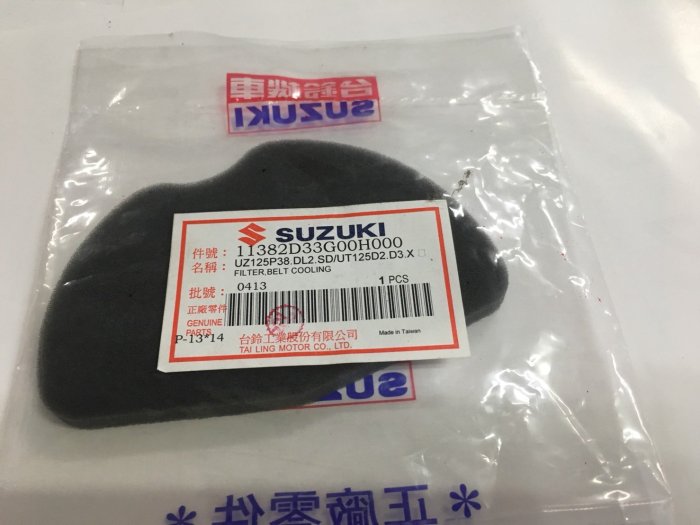 台鈴機車
SUZUKI
SUZUKI
件號: 11382D33G00H000
名稱: UZ125P38.DL2.SD/UT125D2.D3.X □
FILTER,BELT COOLING
批號: 0413
1 PCS
正廠零件
GENUINE
PARTS
P-13*14
台鈴工業股份有限公司
TAI LING MOTOR CO., LTD.
Made in Taiwan
SUZUKI
* 正廠零件 *